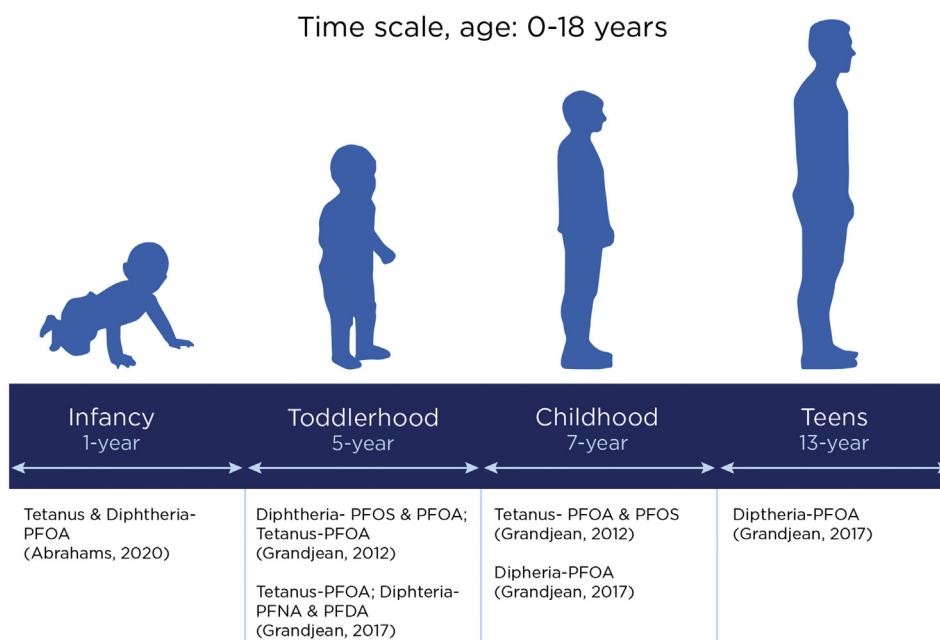 Time scale, age: 0-18 years
Infancy
1-year
Toddlerhood
5-year
Childhood
7-year
Teens
13-year
Tetanus & Diphtheria-
PFOA
(Abrahams, 2020)
Diphtheria- PFOS & PFOA;
Tetanus-PFOA
(Grandjean, 2012)
Tetanus-PFOA; Diphteria-
PFNA & PFDA
(Grandjean, 2017)
Tetanus- PFOA & PFOS
(Grandjean, 2012)
Dipheria-PFOA
(Grandjean, 2017)
Diptheria-PFOA
(Grandjean, 2017)